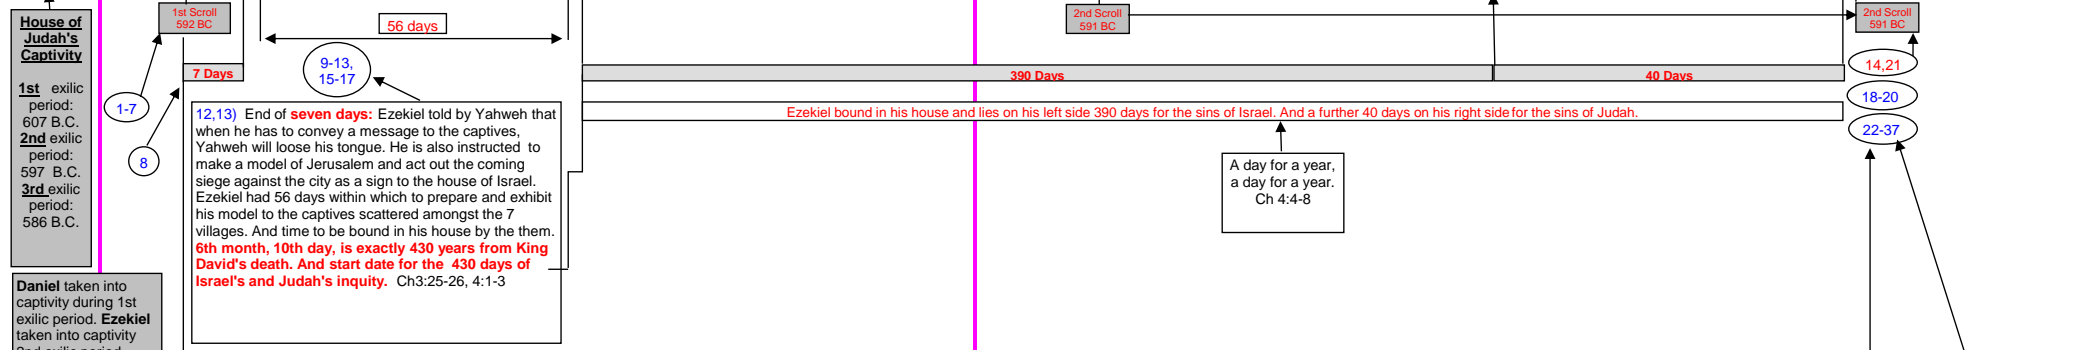 House of
Judah's
Captivity
1st exilic
period:
607 B.C.
2nd exilic
period:
597 B.C.
3rd exilic
period:
586 B.C.
Daniel taken into
captivity during 1st
exilic period. Ezekiel
taken into captivity
2nd exilic period
1st Scroll
592 BC
7 Days
1-7
8
56 days
9-13,
15-17
12,13) End of seven days: Ezekiel told by Yahweh that
when he has to convey a message to the captives,
Yahweh will loose his tongue. He is also instructed to
make a model of Jerusalem and act out the coming
siege against the city as a sign to the house of Israel.
Ezekiel had 56 days within which to prepare and exhibit
his model to the captives scattered amongst the 7
villages. And time to be bound in his house by the them.
6th month, 10th day, is exactly 430 years from King
David's death. And start date for the 430 days of
Israel's and Judah's inquity. Ch3:25-26, 4:1-3
2nd Scroll
591 BC
2nd Scroll
591 BC
390 Days
40 Days
Ezekiel bound in his house and lies on his left side 390 days for the sins of Israel. And a further 40 days on his right side for the sins of Judah.
A day for a year,
a day for a year.
Ch 4:4-8
14,21
18-20
22-37